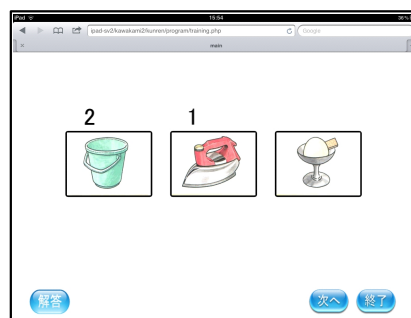 iPad 15:54 36%
ipad-sv2/kawakami2/kunren/program/training.php Google
× main
2 1
解答 次へ 終了